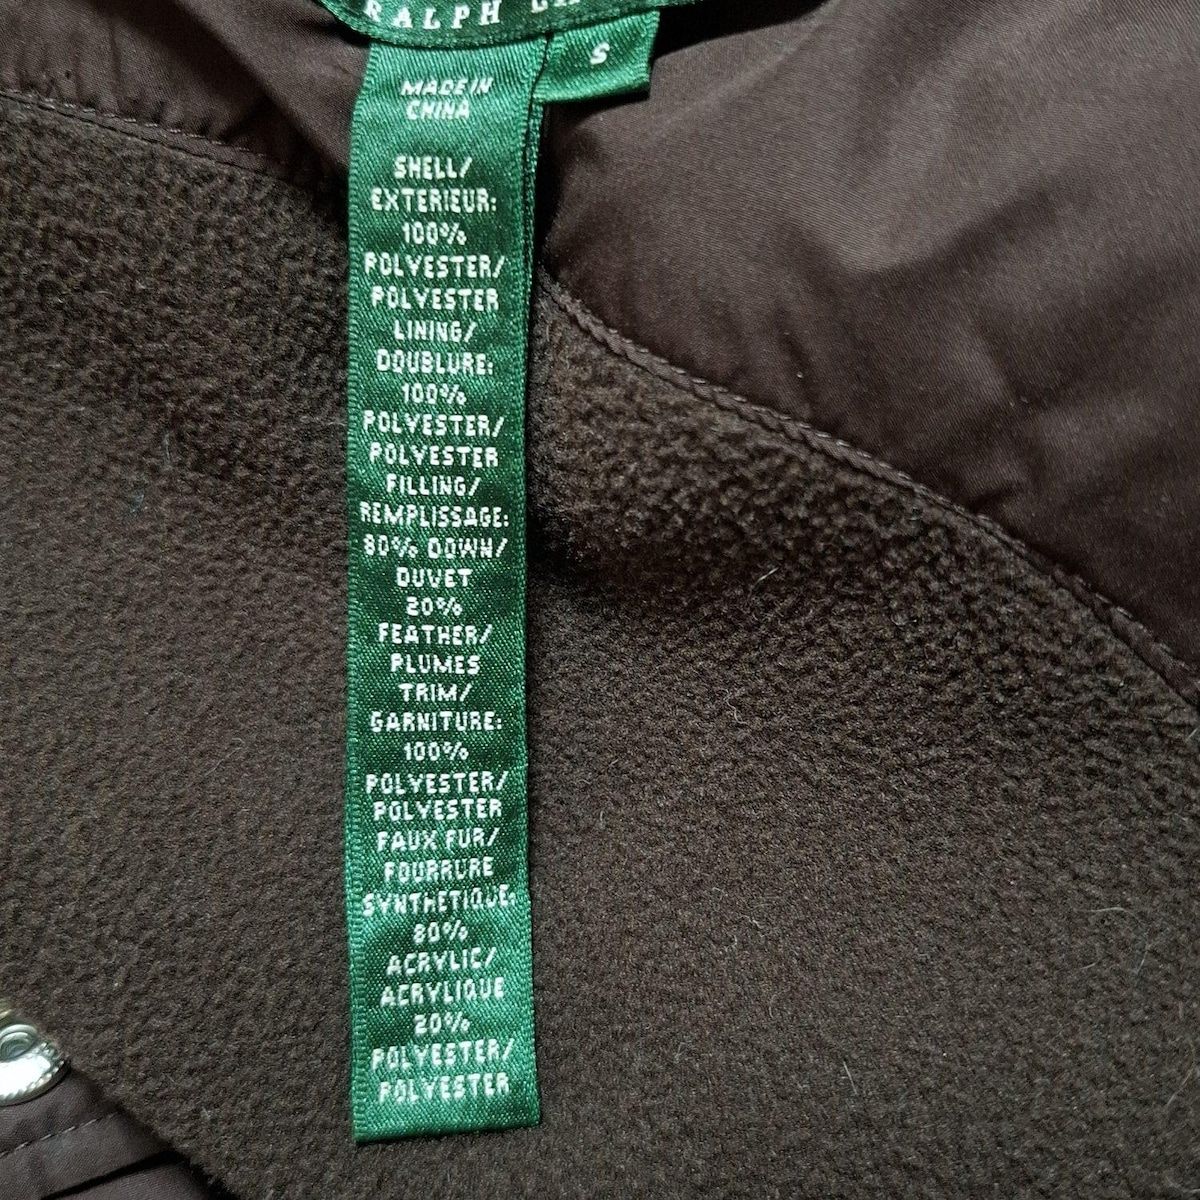 RALPH
S
MADE IN
CHINA
SHELL/
EXTERIEUR:
100%
POLYESTER/
POLYESTER
LINING/
DOUBLURE:
100%
POLYESTER/
POLYESTER
FILLING/
REMPLISSAGE:
80% DOWN/
DUVET
20%
FEATHER/
PLUMES
TRIM/
GARNITURE:
100%
POLYESTER/
POLYESTER
FAUX FUR/
FOURRURE
SYNTHETIQUE:
80%
ACRYLIC/
ACRYLIQUE
20%
POLYESTER/
POLYESTER